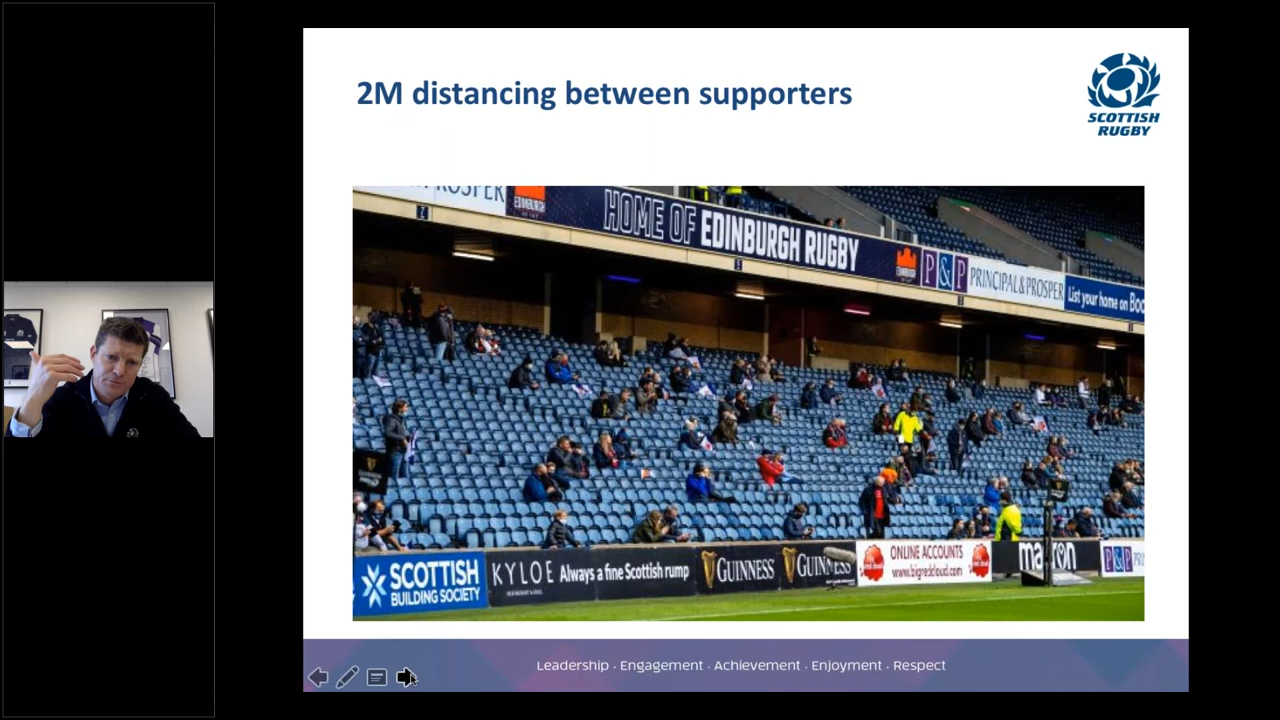 2M distancing between supporters
SCOTTISH
RUGBY
PROSPER
EDINBURGH
HOME OF EDINBURGH RUGBY
EDINBURGH
P&P PRINCIPAL & PROSPER
List your home on Boo
SCOTTISH
BUILDING SOCIETY
KYLOE Always a fine Scottish rump
GUINNESS
GUINNESS
ONLINE ACCOUNTS
www.bigredcloud.com
P&P
Leadership · Engagement · Achievement · Enjoyment · Respect